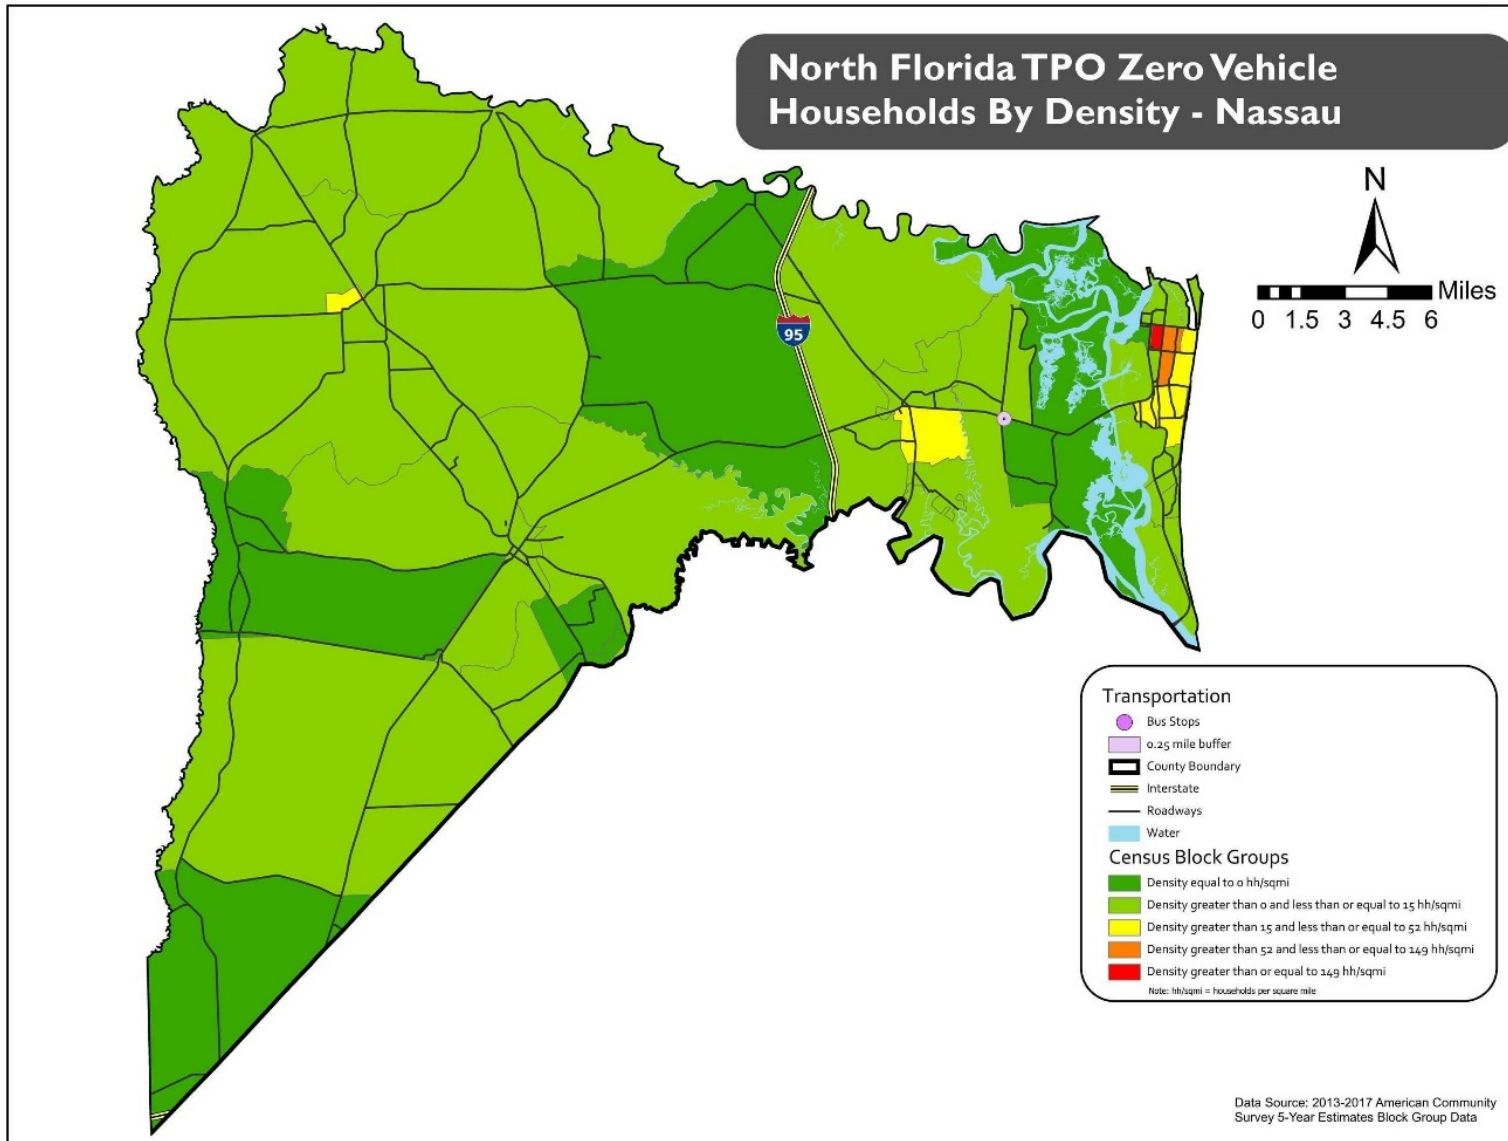 North Florida TPO Zero Vehicle
Households By Density - Nassau
N
Miles
0 1.5 3 4.5 6
95
Transportation
Bus Stops
0.25 mile buffer
County Boundary
Interstate
Roadways
Water
Census Block Groups
Density equal to 0 hh/sqmi
Density greater than 0 and less than or equal to 15 hh/sqmi
Density greater than 15 and less than or equal to 52 hh/sqmi
Density greater than 52 and less than or equal to 149 hh/sqmi
Density greater than or equal to 149 hh/sqmi
Note: hh/sqmi = households per square mile
Data Source: 2013-2017 American Community
Survey 5-Year Estimates Block Group Data